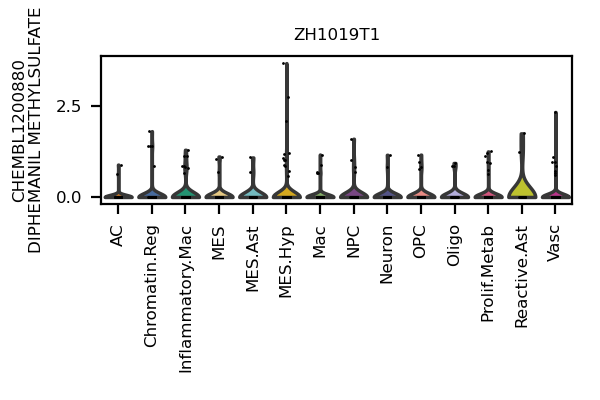 ZH1019T1
CHEMBL1200880
DIPHEMANIL METHYLSULFATE
2.5
0.0
AC
Chromatin.Reg
Inflammatory.Mac
MES
MES.Ast
MES.Hyp
Mac
NPC
Neuron
OPC
Oligo
Prolif.Metab
Reactive.Ast
Vasc